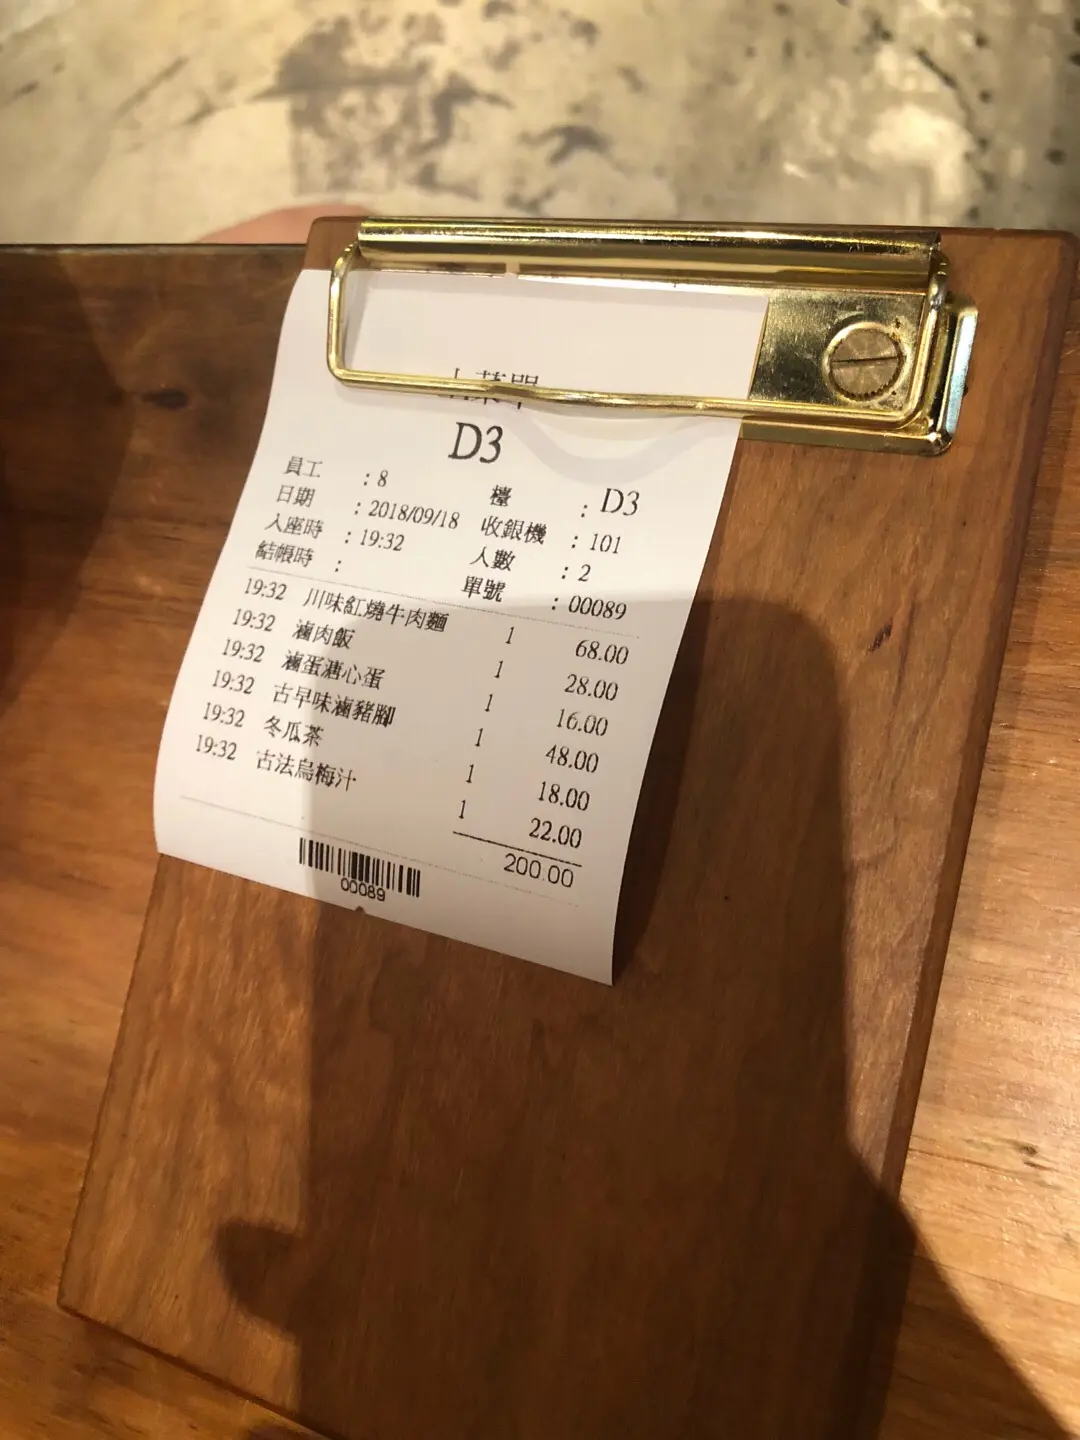 D3
員工 : 8 檯 : D3
日期 : 2018/09/18 收銀機 : 101
入座時 : 19:32 人數 : 2
結帳時 : 單號 : 00089
19:32 川味紅燒牛肉麵 1 68.00
19:32 滷肉飯 1 28.00
19:32 滷蛋溏心蛋 1 16.00
19:32 古早味滷豬腳 1 48.00
19:32 冬瓜茶 1 18.00
19:32 古法烏梅汁 1 22.00
200.00
00089